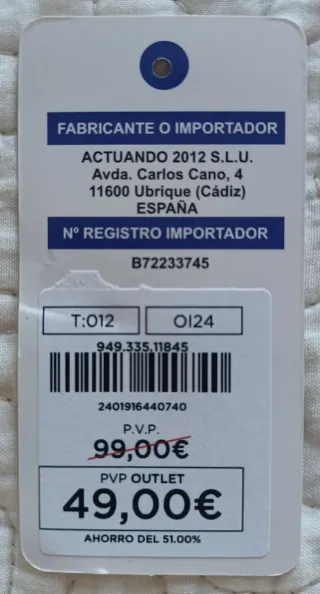 FABRICANTE O IMPORTADOR
ACTUANDO 2012 S.L.U.
Avda. Carlos Cano, 4
11600 Ubrique (Cádiz)
ESPAÑA
Nº REGISTRO IMPORTADOR
B72233745
T:012 OI24
949.335.11845
2401916440740
P.V.P.
99,00€
PVP OUTLET
49,00€
AHORRO DEL 51.00%